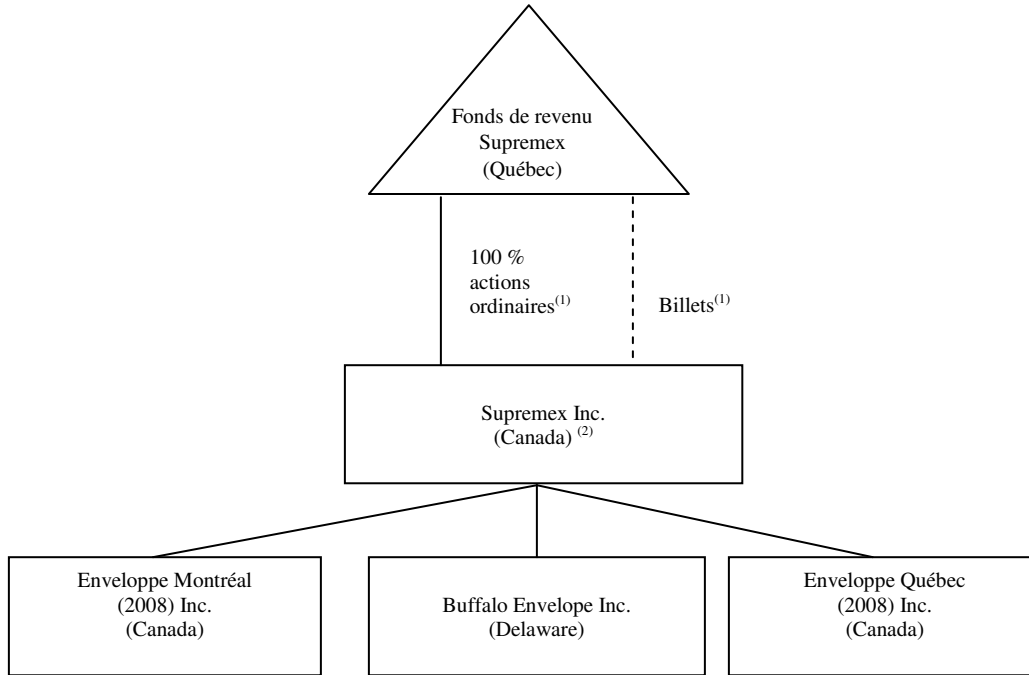 Fonds de revenu
Supremex
(Québec)
100 %
actions
ordinaires(1)
Billets(1)
Supremex Inc.
(Canada) (2)
Enveloppe Montréal
(2008) Inc.
(Canada)
Buffalo Envelope Inc.
(Delaware)
Enveloppe Québec
(2008) Inc.
(Canada)